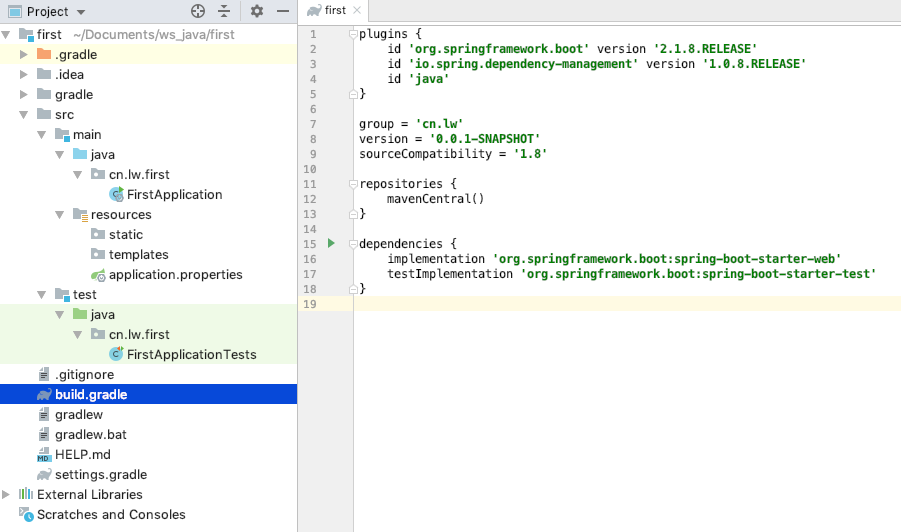 Project
first ~/Documents/ws_java/first
.gradle
.idea
gradle
src
main
java
cn.lw.first
FirstApplication
resources
static
templates
application.properties
test
java
cn.lw.first
FirstApplicationTests
.gitignore
build.gradle
gradlew
gradlew.bat
HELP.md
settings.gradle
External Libraries
Scratches and Consoles
first
1 plugins {
2     id 'org.springframework.boot' version '2.1.8.RELEASE'
3     id 'io.spring.dependency-management' version '1.0.8.RELEASE'
4     id 'java'
5 }
6
7 group = 'cn.lw'
8 version = '0.0.1-SNAPSHOT'
9 sourceCompatibility = '1.8'
10
11 repositories {
12     mavenCentral()
13 }
14
15 dependencies {
16     implementation 'org.springframework.boot:spring-boot-starter-web'
17     testImplementation 'org.springframework.boot:spring-boot-starter-test'
18 }
19